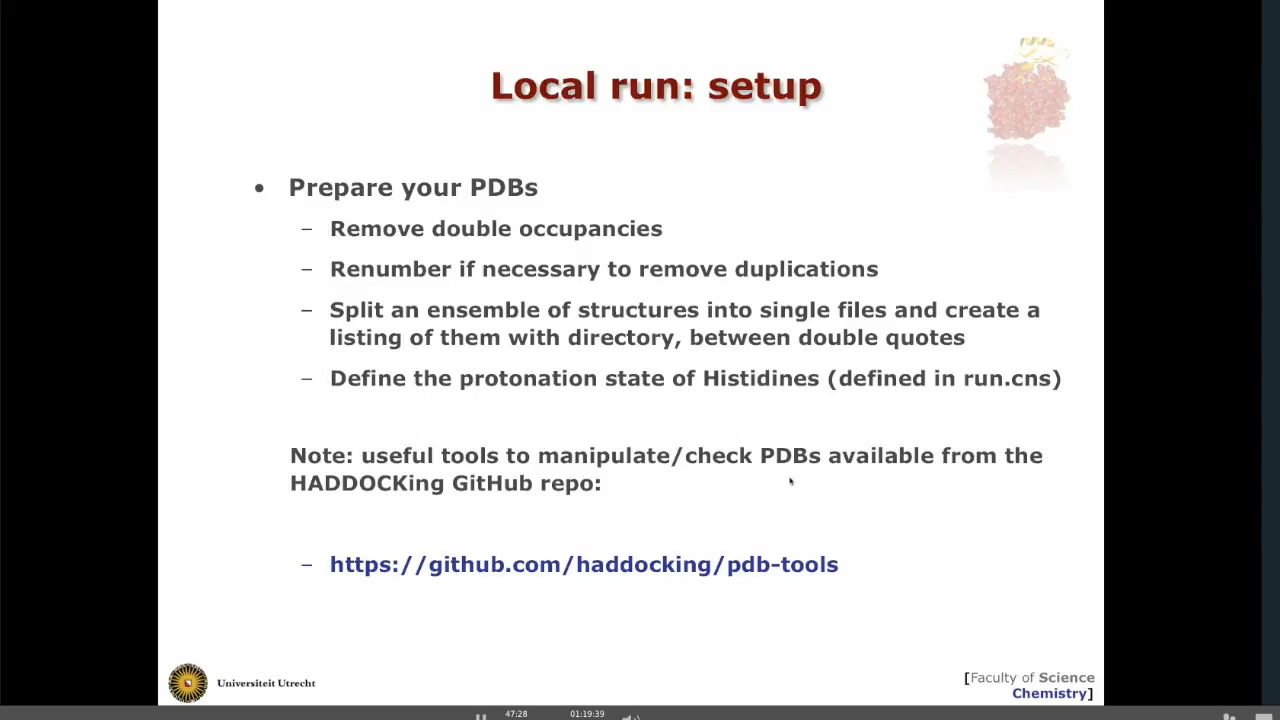 Local run: setup
• Prepare your PDBs
– Remove double occupancies
– Renumber if necessary to remove duplications
– Split an ensemble of structures into single files and create a
listing of them with directory, between double quotes
– Define the protonation state of Histidines (defined in run.cns)
Note: useful tools to manipulate/check PDBs available from the
HADDOCKing GitHub repo:
– https://github.com/haddocking/pdb-tools
Universiteit Utrecht
[Faculty of Science
Chemistry]
47:28
01:19:39